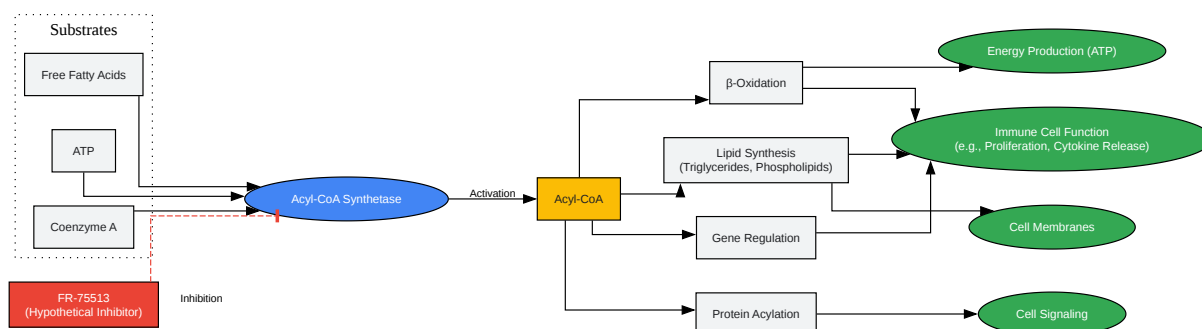 Substrates
Free Fatty Acids
ATP
Coenzyme A
FR-75513
(Hypothetical Inhibitor)
Inhibition
Acyl-CoA Synthetase
Activation
Acyl-CoA
β-Oxidation
Lipid Synthesis
(Triglycerides, Phospholipids)
Gene Regulation
Protein Acylation
Energy Production (ATP)
Immune Cell Function
(e.g., Proliferation, Cytokine Release)
Cell Membranes
Cell Signaling